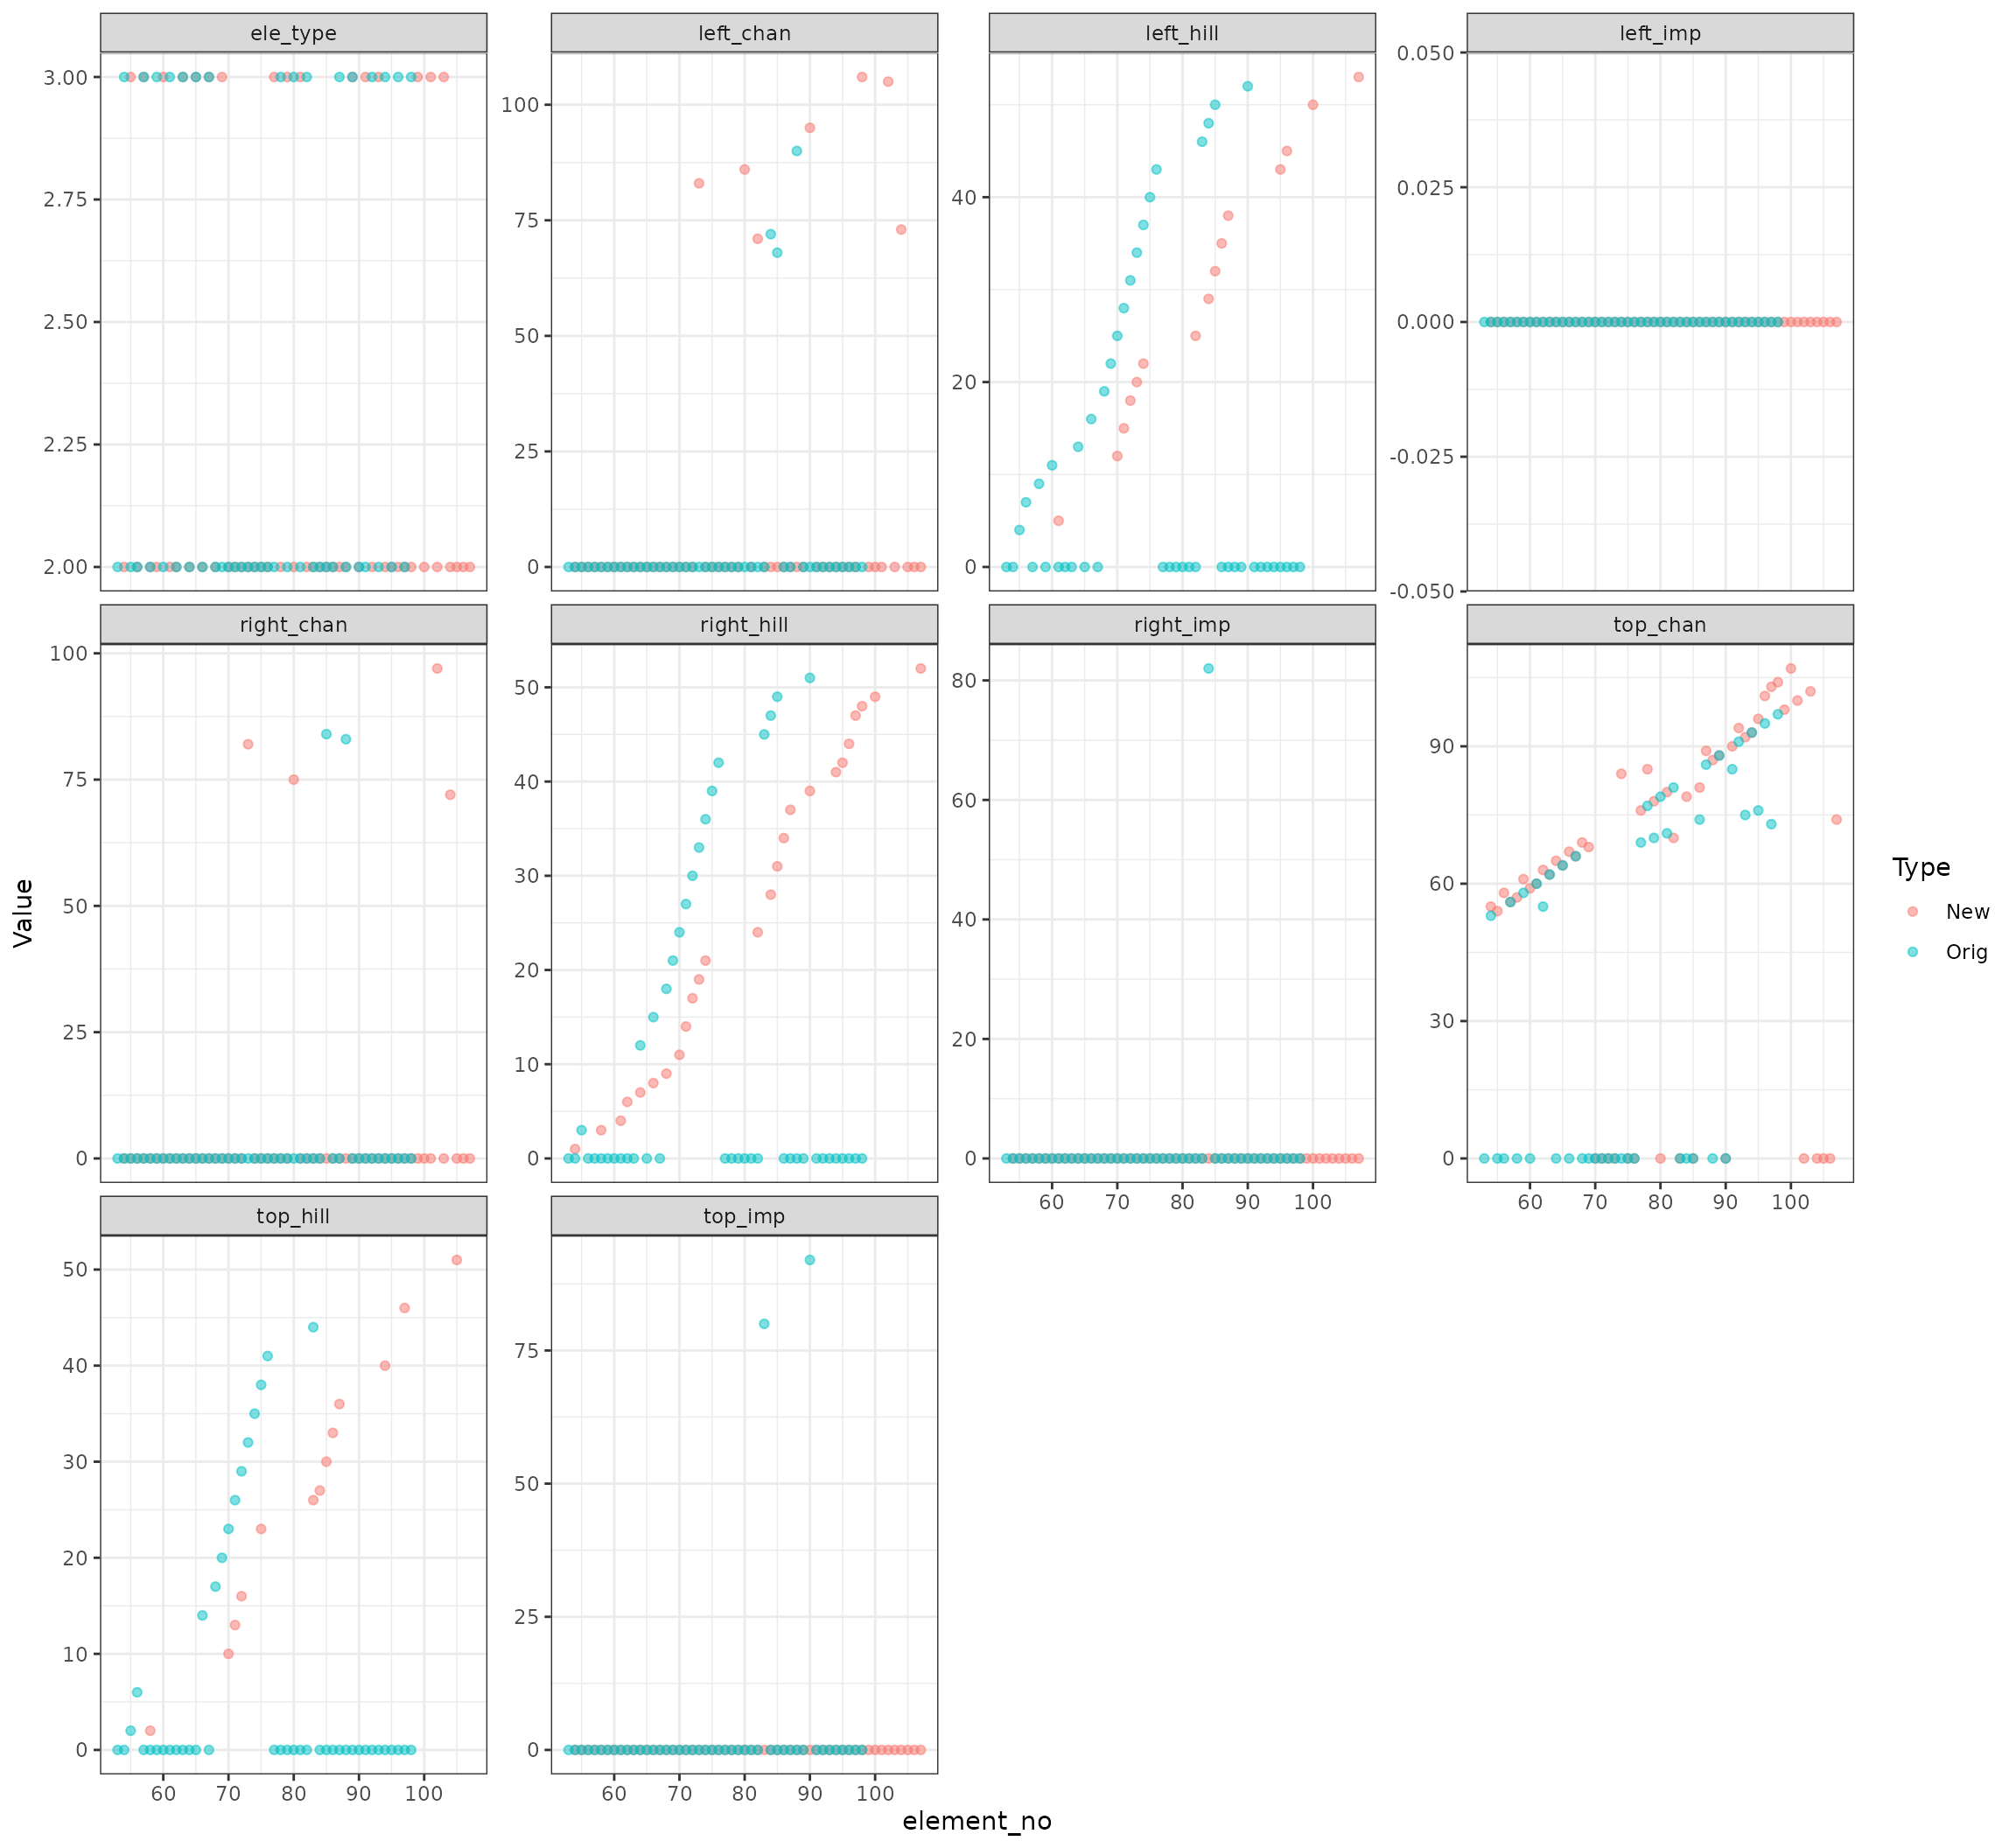 ele_type left_chan left_hill left_imp
3.00 2.75 2.50 2.25 2.00
100 75 50 25 0
40 20 0
0.050 0.025 0.000 -0.025 -0.050
right_chan right_hill right_imp top_chan
100 75 50 25 0
50 40 30 20 10 0
80 60 40 20 0
90 60 30 0
60 70 80 90 100
60 70 80 90 100
top_hill top_imp
50 40 30 20 10 0
75 50 25 0
60 70 80 90 100
60 70 80 90 100
element_no
Value
Type
New
Orig